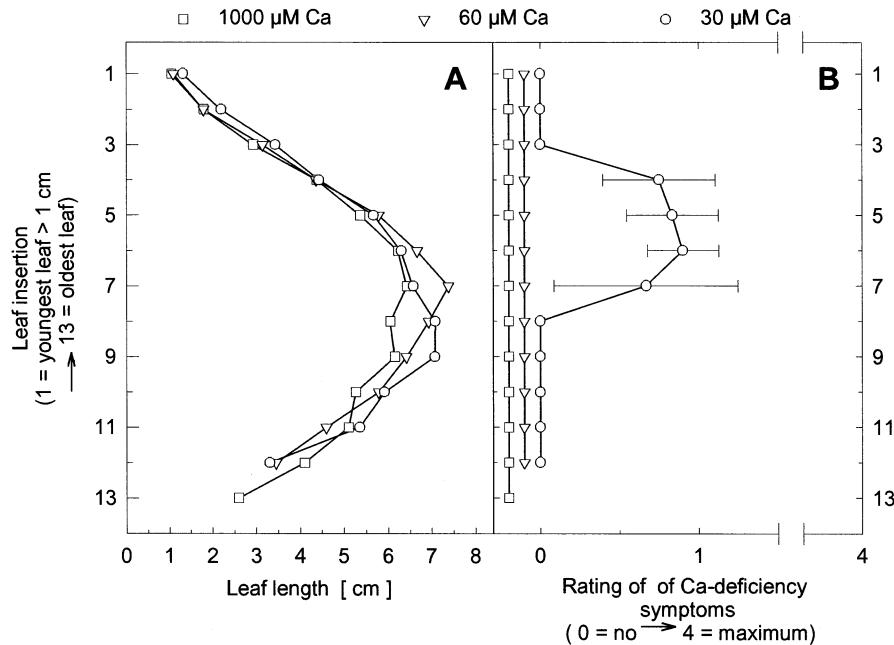 1000 µM Ca 60 µM Ca 30 µM Ca
A B
1 1
3 3
5 5
7 7
9 9
11 11
13 13
0 1 2 3 4 5 6 7 8 0 1 4
Leaf insertion
(1 = youngest leaf > 1 cm
→ 13 = oldest leaf)
Leaf length [ cm ]
Rating of of Ca-deficiency
symptoms
( 0 = no → 4 = maximum)